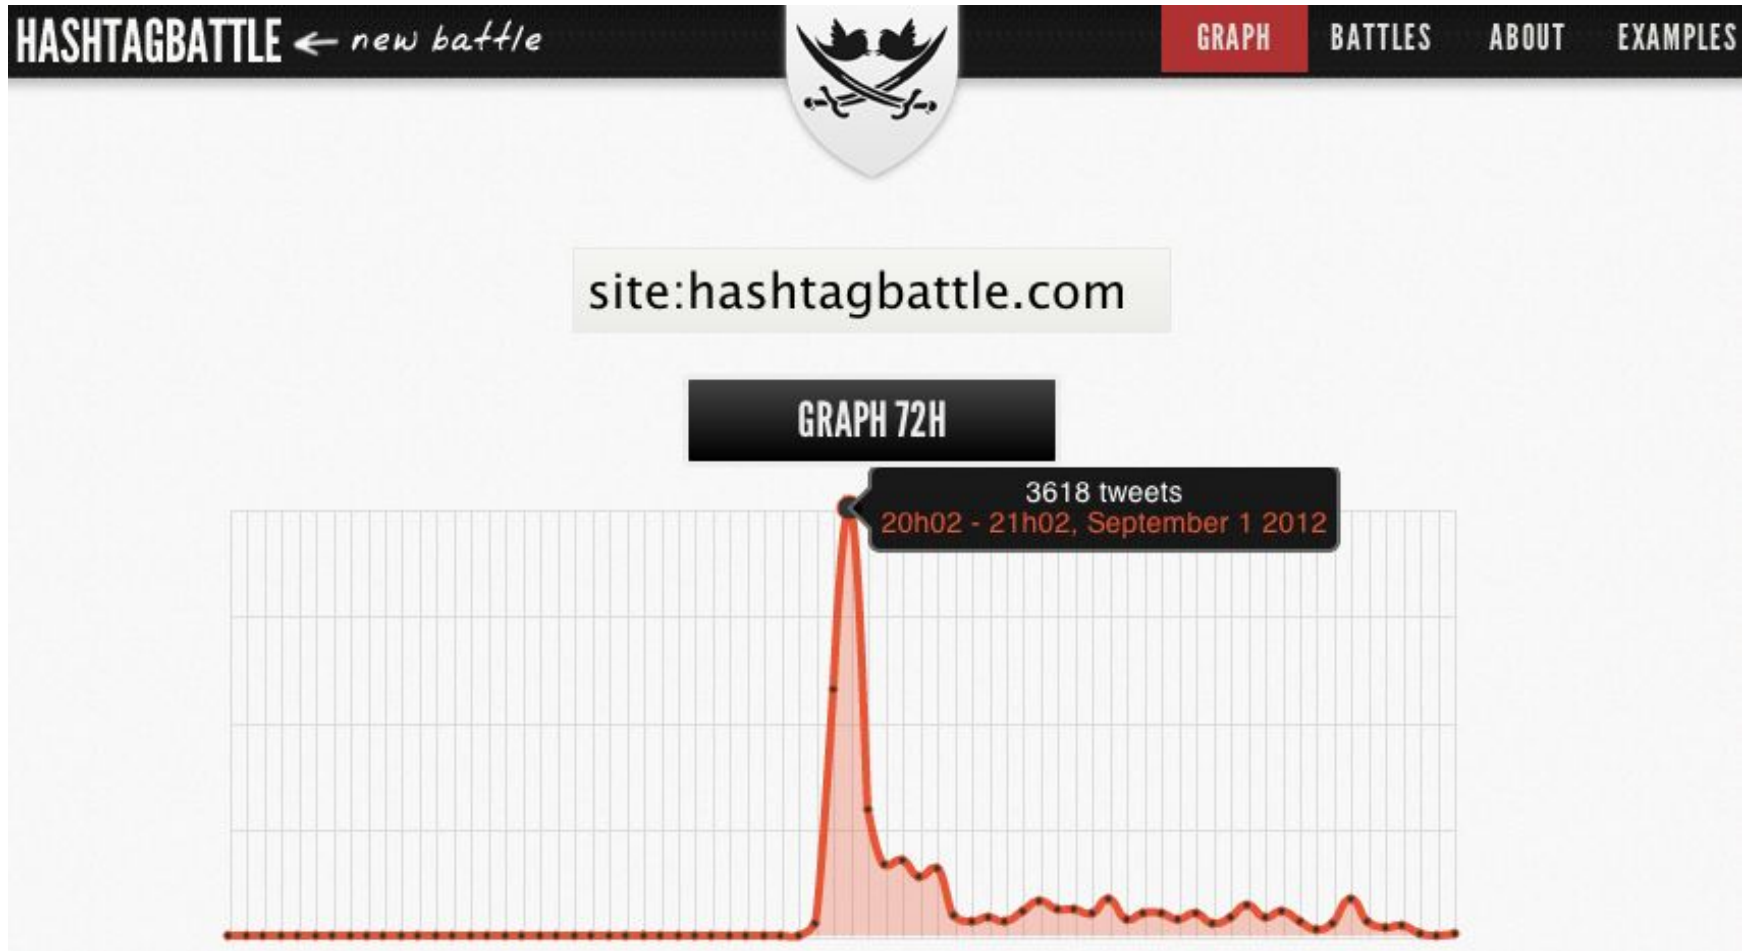 HASHTAGBATTLE ← new battle
GRAPH BATTLES ABOUT EXAMPLES
site:hashtagbattle.com
GRAPH 72H
3618 tweets
20h02 - 21h02, September 1 2012